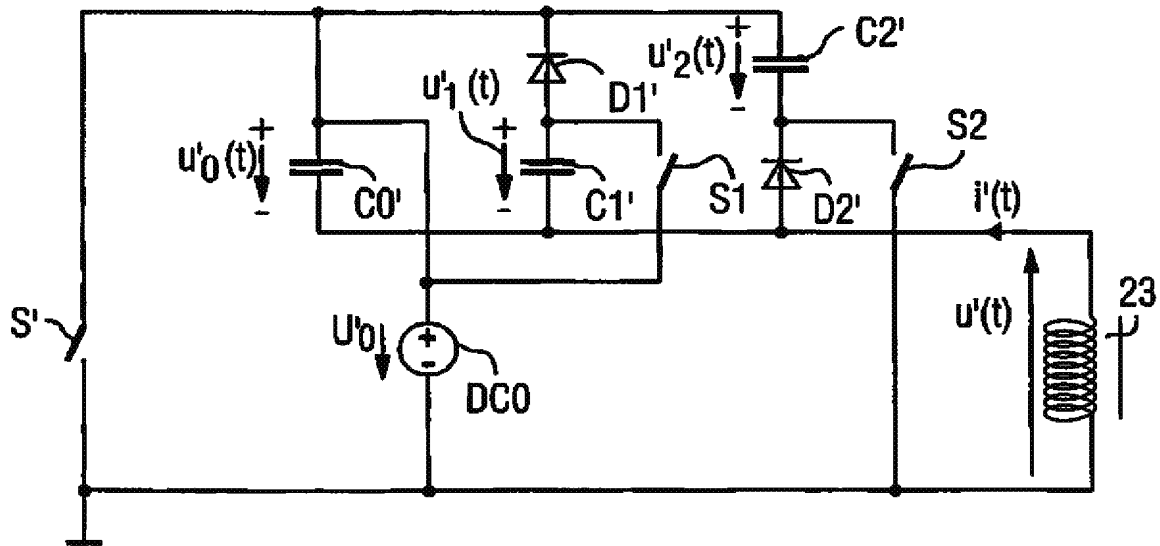 C2'
u'2(t)
+
-
u'1(t)
D1'
+
-
S2
u'0(t)
+
-
C0'
C1'
S1
D2'
i'(t)
S'
U'0
+
-
DC0
u'(t)
23